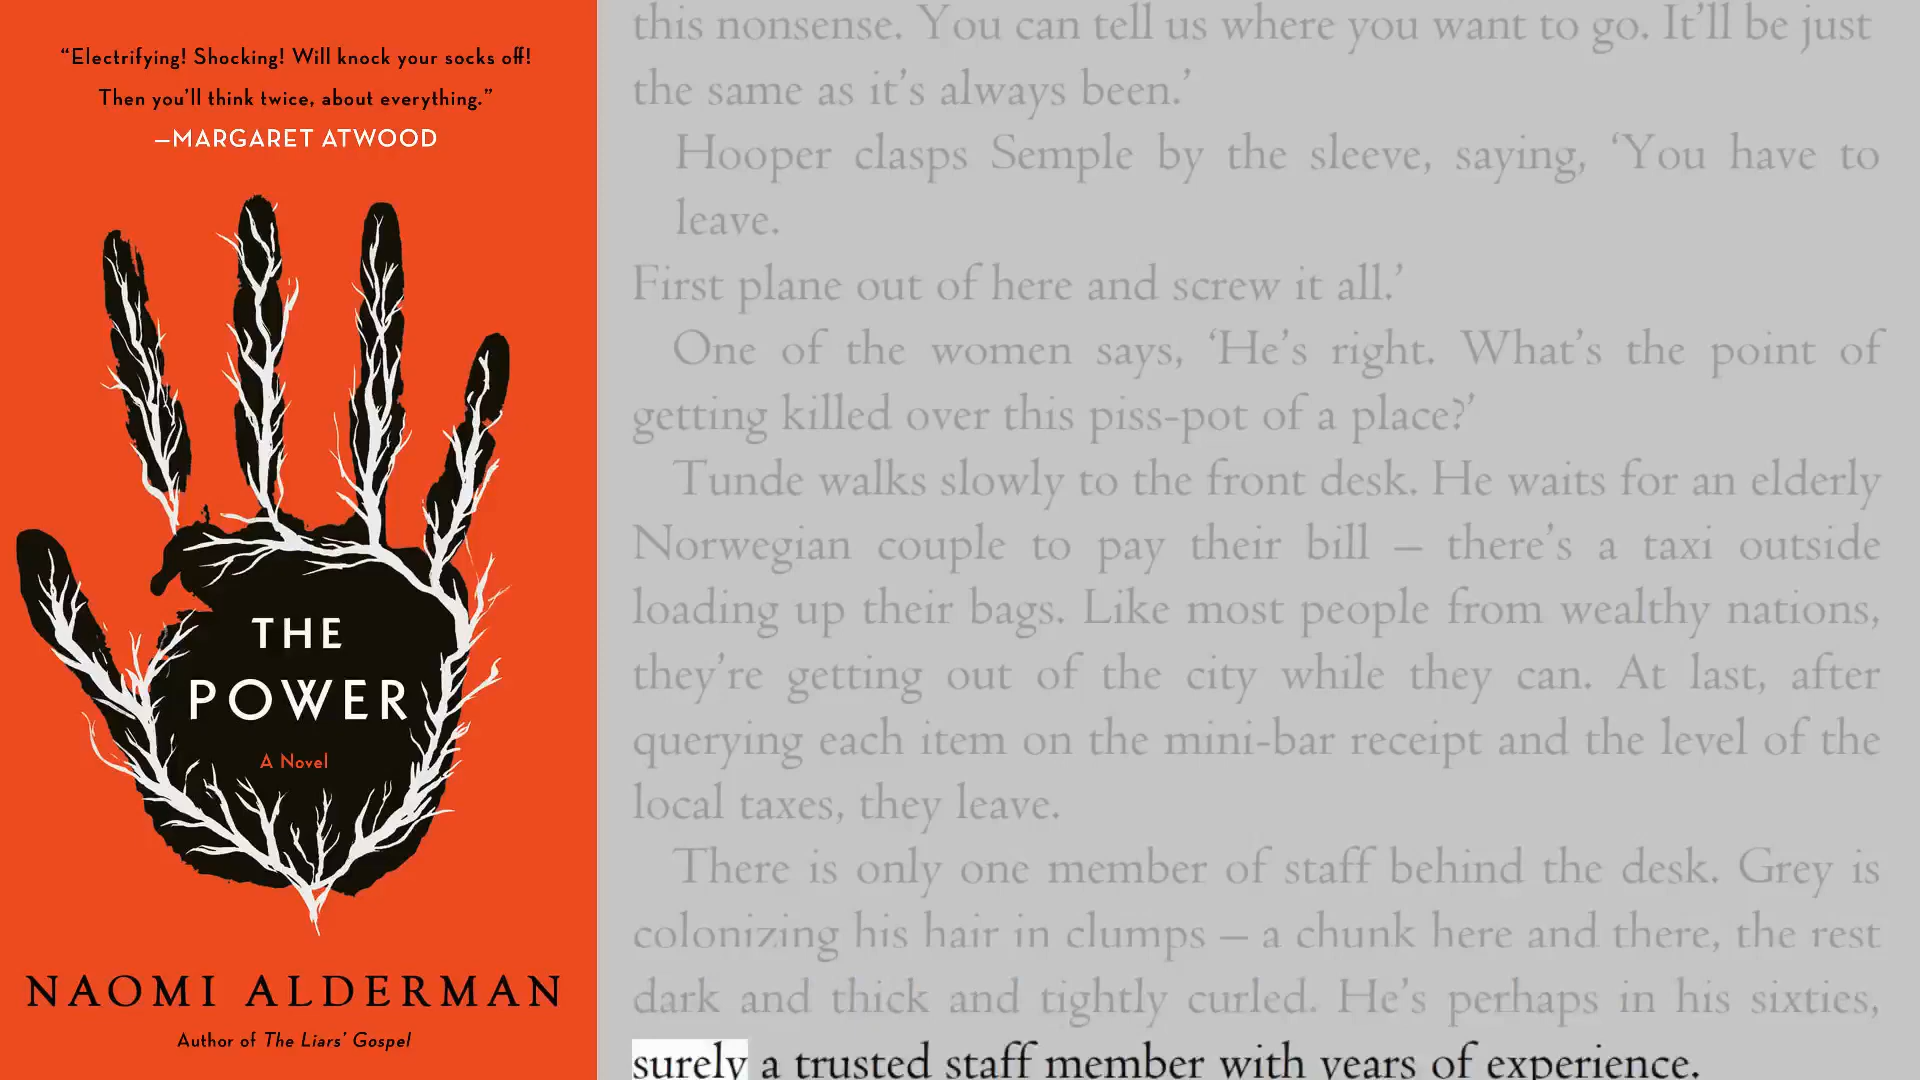 “Electrifying! Shocking! Will knock your socks off!
Then you’ll think twice, about everything.”
—MARGARET ATWOOD
THE
POWER
A Novel
NAOMI ALDERMAN
Author of The Liars’ Gospel
this nonsense. You can tell us where you want to go. It’ll be just
the same as it’s always been.’
Hooper clasps Semple by the sleeve, saying, ‘You have to
leave.
First plane out of here and screw it all.’
One of the women says, ‘He’s right. What’s the point of
getting killed over this piss-pot of a place?’
Tunde walks slowly to the front desk. He waits for an elderly
Norwegian couple to pay their bill – there’s a taxi outside
loading up their bags. Like most people from wealthy nations,
they’re getting out of the city while they can. At last, after
querying each item on the mini-bar receipt and the level of the
local taxes, they leave.
There is only one member of staff behind the desk. Grey is
colonizing his hair in clumps – a chunk here and there, the rest
dark and thick and tightly curled. He’s perhaps in his sixties,
surely a trusted staff member with years of experience.